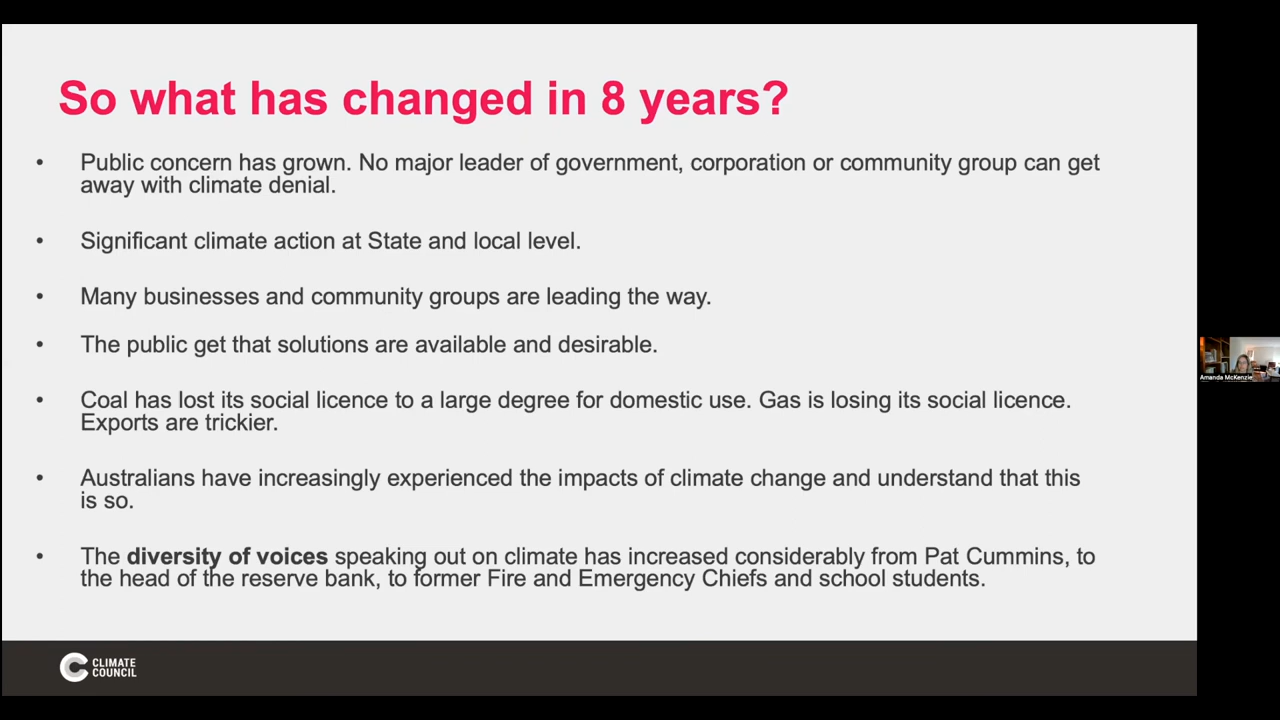 So what has changed in 8 years?
• Public concern has grown. No major leader of government, corporation or community group can get
away with climate denial.
• Significant climate action at State and local level.
• Many businesses and community groups are leading the way.
• The public get that solutions are available and desirable.
• Coal has lost its social licence to a large degree for domestic use. Gas is losing its social licence.
Exports are trickier.
• Australians have increasingly experienced the impacts of climate change and understand that this
is so.
• The diversity of voices speaking out on climate has increased considerably from Pat Cummins, to
the head of the reserve bank, to former Fire and Emergency Chiefs and school students.
Amanda McKenzie
CLIMATE
COUNCIL